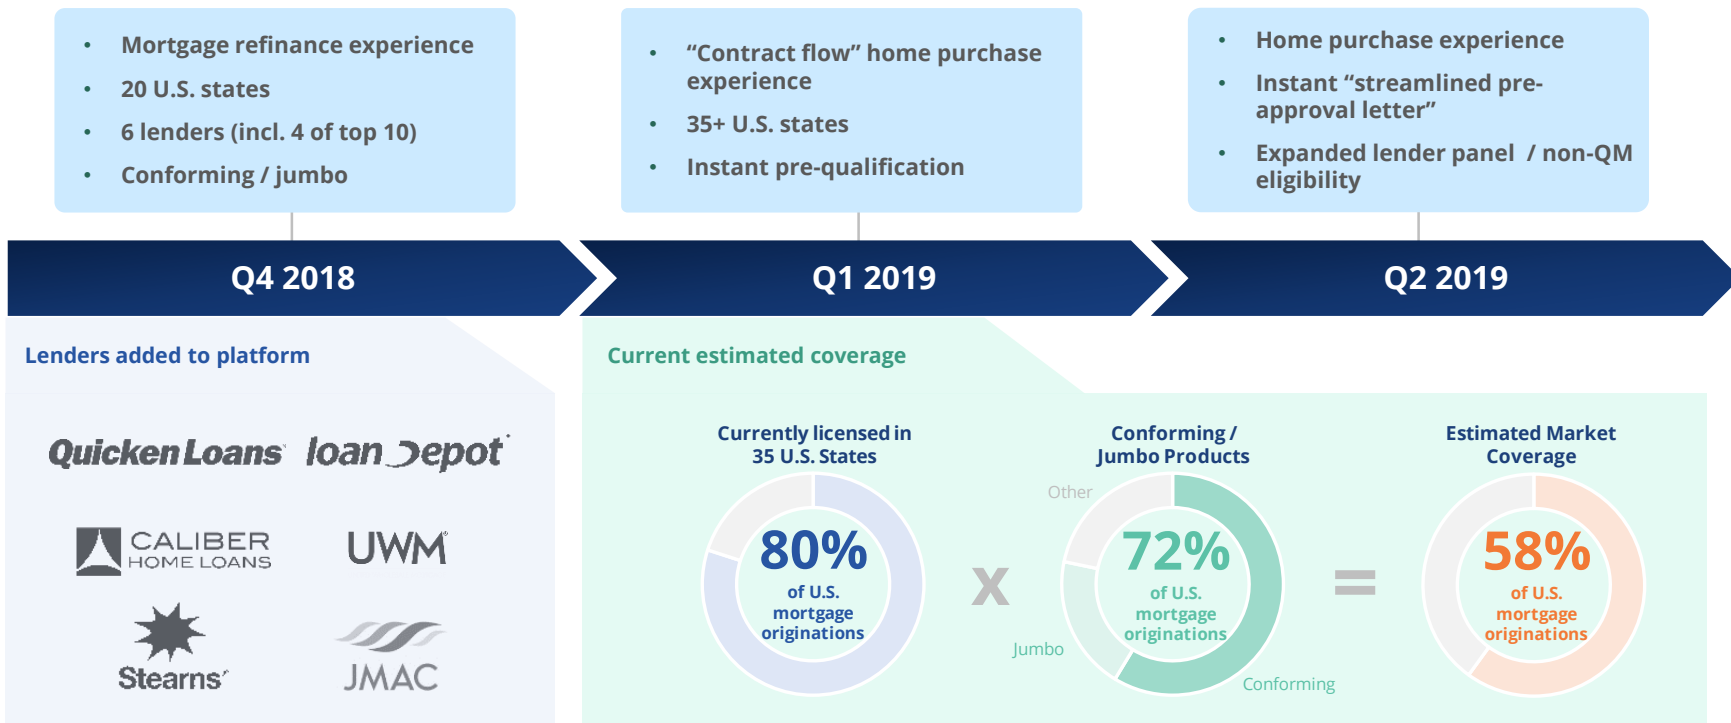 • Mortgage refinance experience
• 20 U.S. states
• 6 lenders (incl. 4 of top 10)
• Conforming / jumbo
• “Contract flow” home purchase
experience
• 35+ U.S. states
• Instant pre-qualification
• Home purchase experience
• Instant “streamlined pre-
approval letter”
• Expanded lender panel / non-QM
eligibility
Q4 2018
Q1 2019
Q2 2019
Lenders added to platform
Quicken Loans
loanDepot
CALIBER
HOME LOANS
UWM
Stearns
JMAC
Current estimated coverage
Currently licensed in
35 U.S. States
80%
of U.S.
mortgage
originations
x
Conforming /
Jumbo Products
Other
72%
of U.S.
mortgage
originations
Jumbo
Conforming
=
Estimated Market
Coverage
58%
of U.S.
mortgage
originations